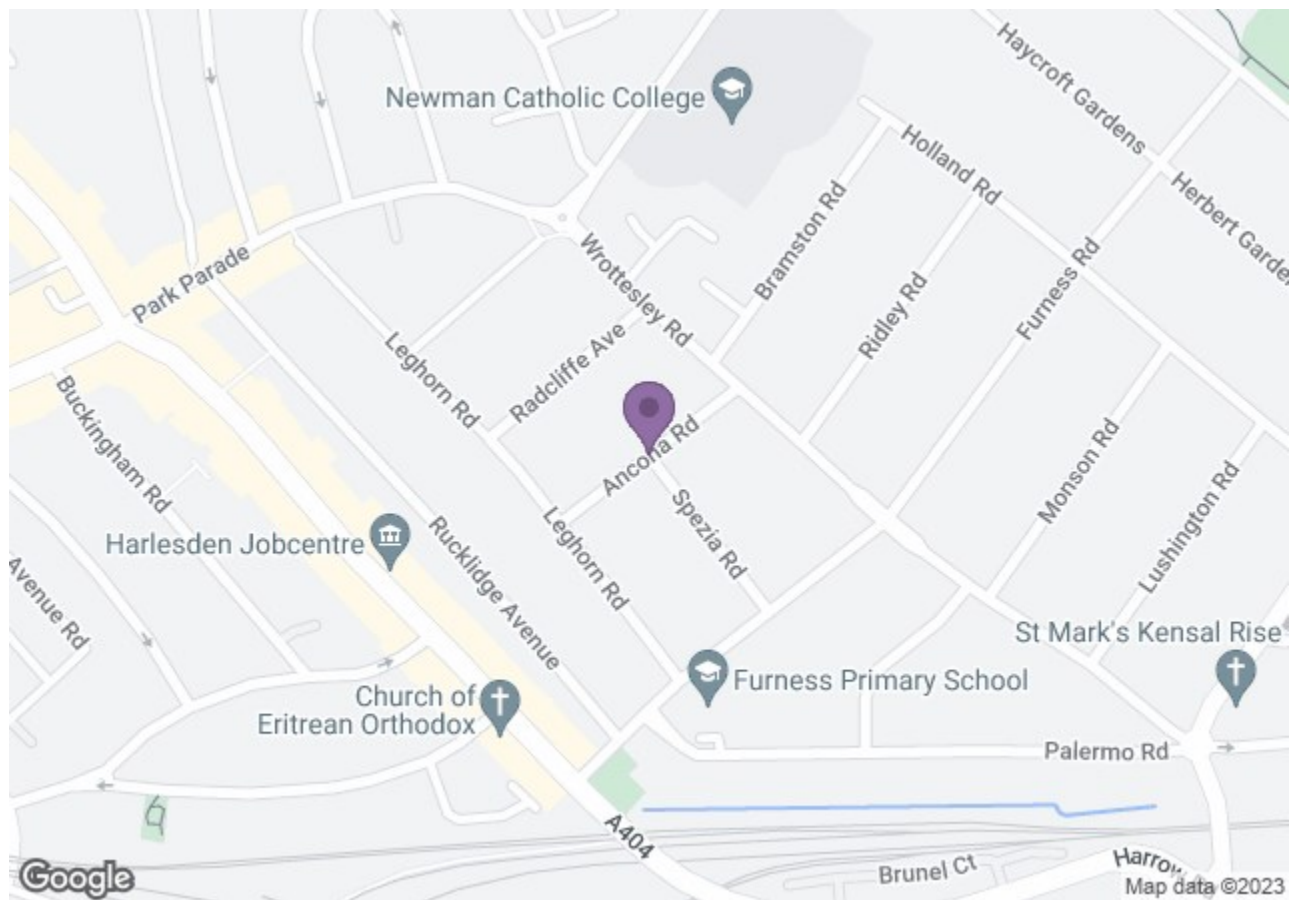 Haycroft Gardens
Newman Catholic College
Holland Rd
Herbert Garden
Bramston Rd
Wrottesley Rd
Park Parade
Furness Rd
Ridley Rd
Radcliffe Ave
Leghorn Rd
Buckingham Rd
Ancona Rd
Monson Rd
Lushington Rd
Spezia Rd
Harlesden Jobcentre
Rucklidge Avenue
Leghorn Rd
Avenue Rd
St Mark's Kensal Rise
Furness Primary School
Church of
Eritrean Orthodox
Palermo Rd
A404
Brunel Ct
Harrow
Google
Map data ©2023